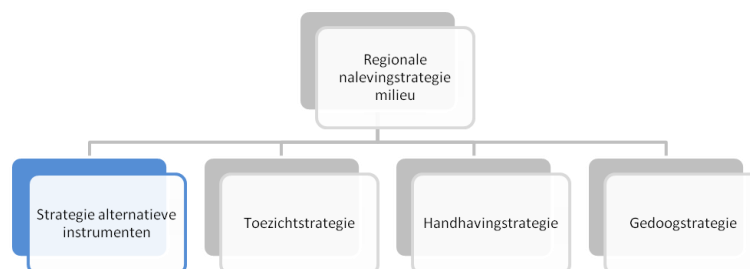 Regionale
nalevingstrategie
milieu
Strategie alternatieve
instrumenten
Toezichtstrategie
Handhavingstrategie
Gedoogstrategie